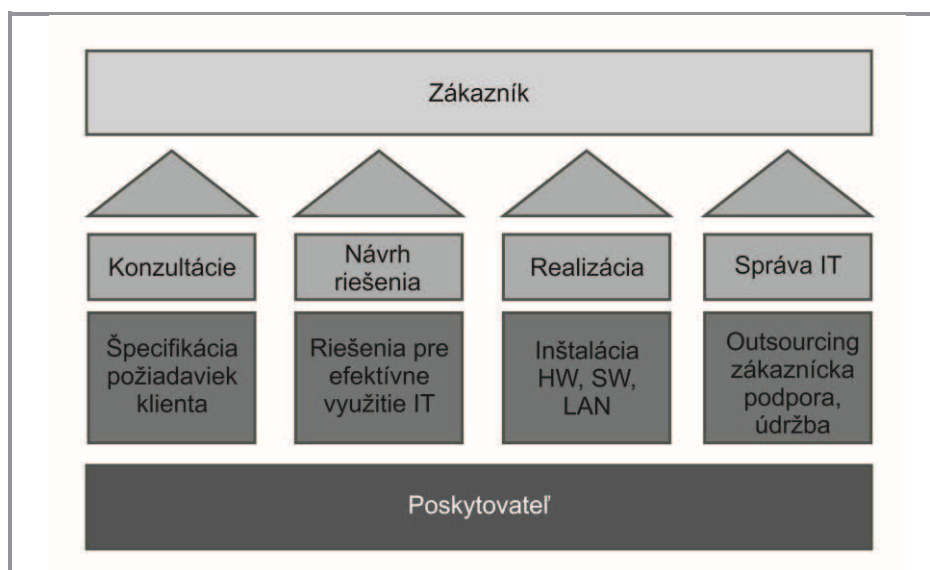 Zákazník
Konzultácie
Návrh
riešenia
Realizácia
Správa IT
Špecifikácia
požiadaviek
klienta
Riešenia pre
efektívne
využitie IT
Inštalácia
HW, SW,
LAN
Outsourcing
zákaznícka
podpora,
údržba
Poskytovateľ